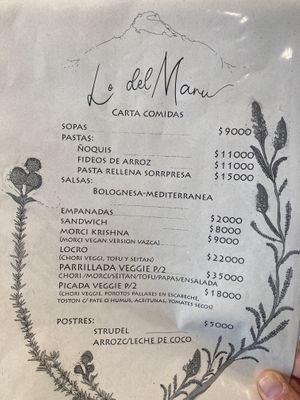 Lo del Manu
CARTA COMIDAS
SOPAS $9000
PASTAS:
ÑOQUIS $11000
FIDEOS DE ARROZ $11000
PASTA RELLENA SORRPRESA $15000
SALSAS:
BOLOGNESA-MEDITERRANEA
EMPANADAS $2000
SANDWICH $8000
MORCI KRISHNA $9000
(MORCI VEGAN VERSION VAZCA)
LOCRO $22000
(CHORI VEGGI, TOFU Y SEITAN)
PARRILLADA VEGGIE P/2 $35000
CHORI/MORCI/SEITAN/TOFU/PAPAS/ENSALADA
PICADA VEGGIE P/2 $18000
(CHORI VEGGIE, POROTOS PALLARES EN ESCABECHE,
TOSTON C/ PATE O HUMUS, ACEITUNAS, TOMATES SECOS)
POSTRES: $5000
STRUDEL
ARROZ/LECHE DE COCO